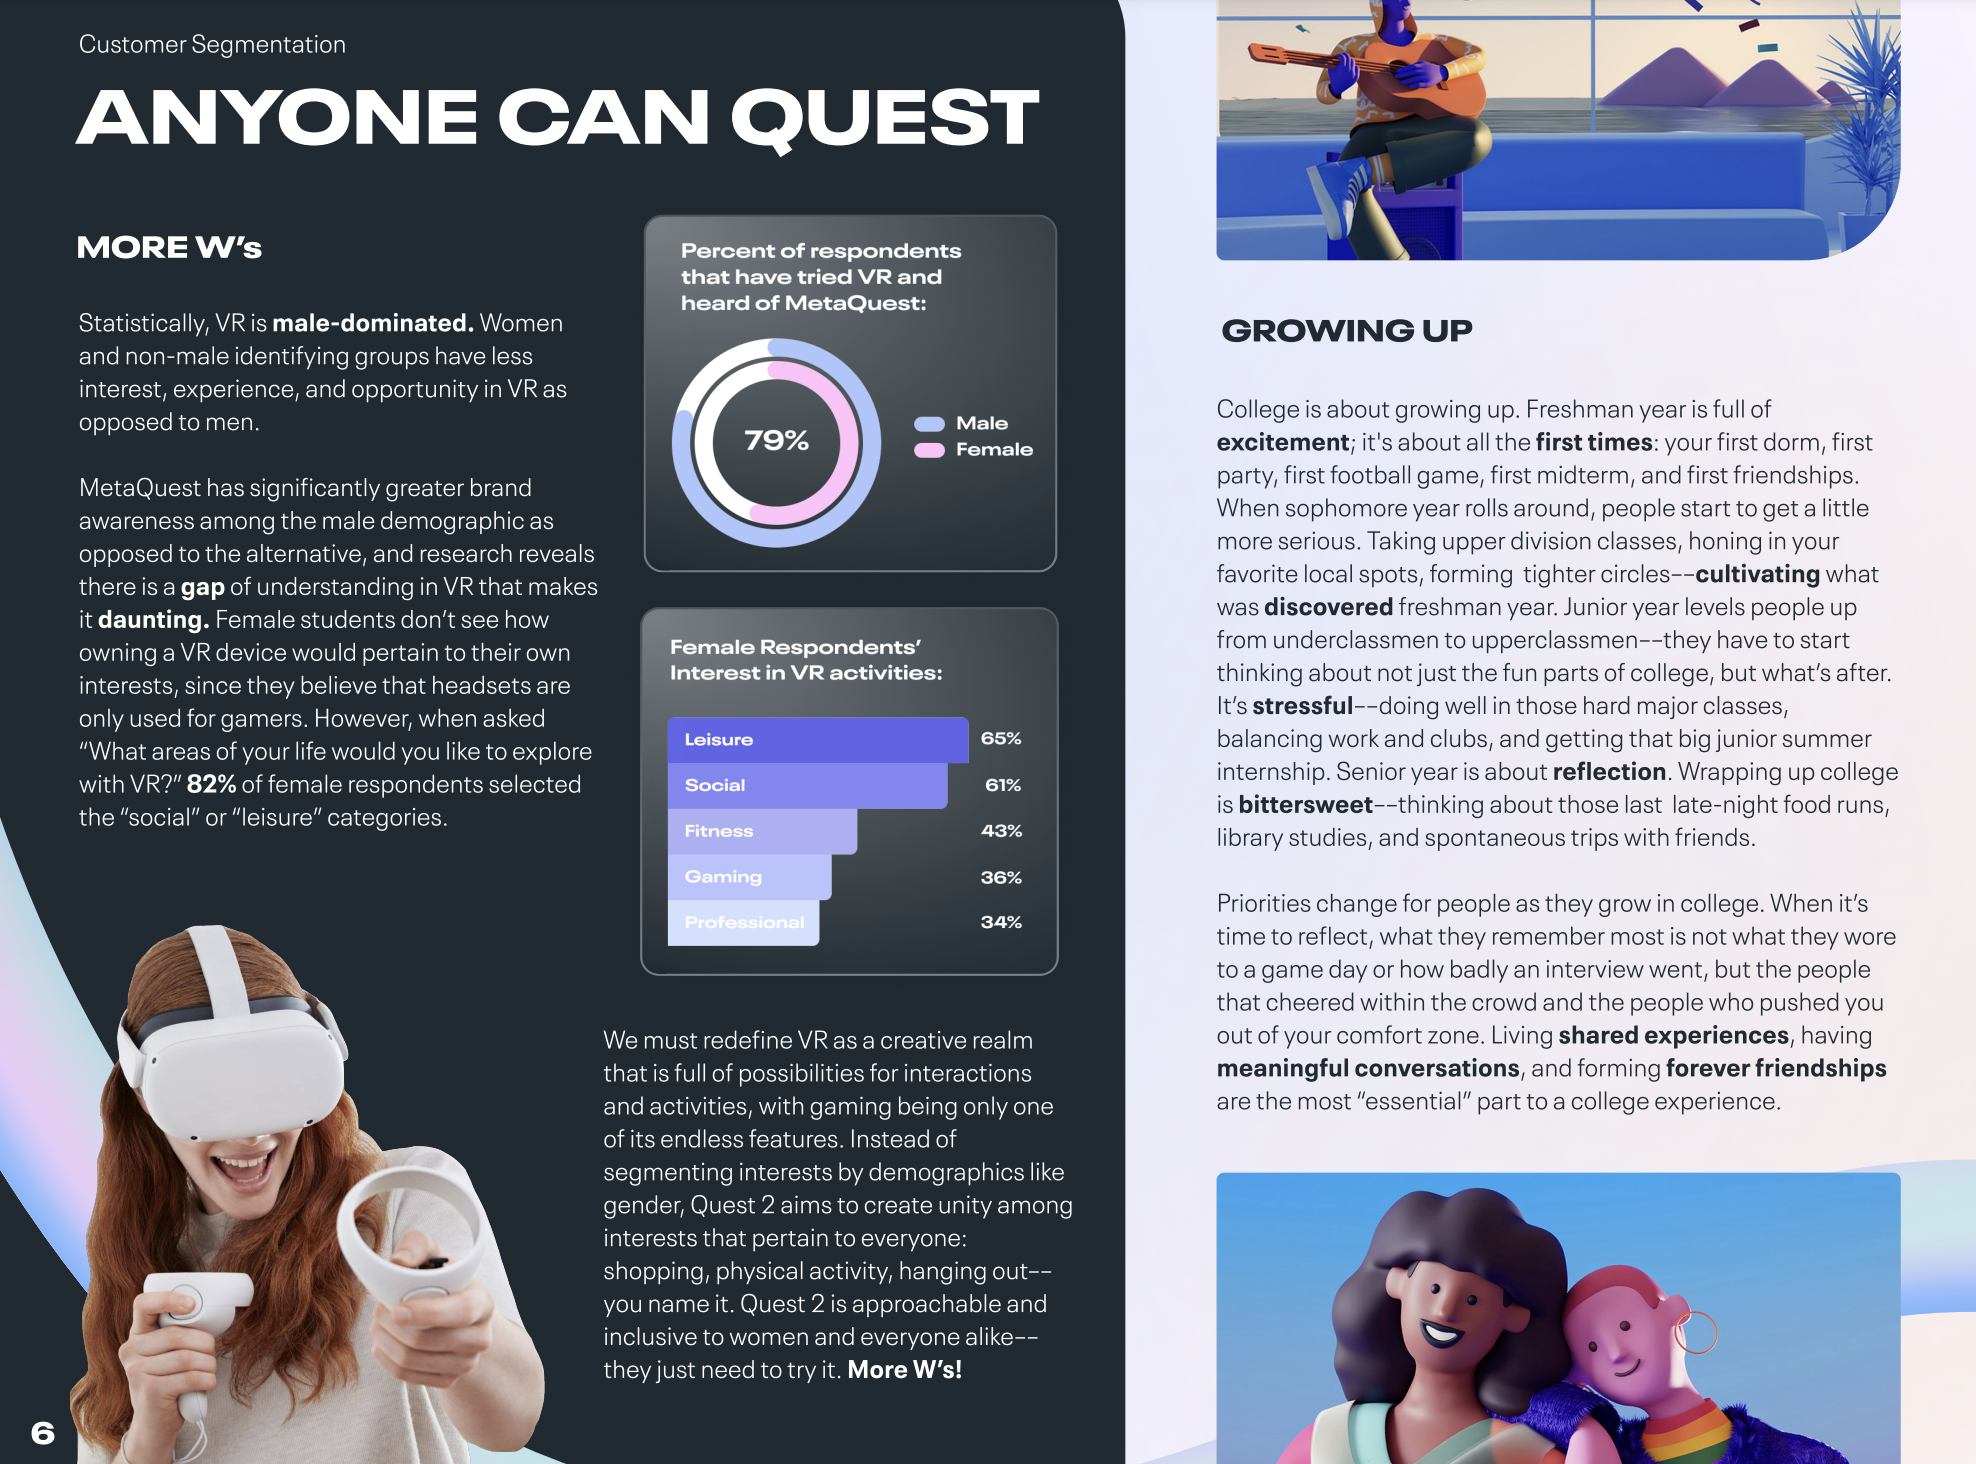 Customer Segmentation
ANYONE CAN QUEST
MORE W's
Statistically, VR is male-dominated. Women
and non-male identifying groups have less
interest, experience, and opportunity in VR as
opposed to men.
MetaQuest has significantly greater brand
awareness among the male demographic as
opposed to the alternative, and research reveals
there is a gap of understanding in VR that makes
it daunting. Female students don't see how
owning a VR device would pertain to their own
interests, since they believe that headsets are
only used for gamers. However, when asked
“What areas of your life would you like to explore
with VR?” 82% of female respondents selected
the “social” or “leisure” categories.
Percent of respondents
that have tried VR and
heard of MetaQuest:
79%
Male
Female
Female Respondents’
Interest in VR activities:
Leisure 65%
Social 61%
Fitness 43%
Gaming 36%
Professional 34%
We must redefine VR as a creative realm
that is full of possibilities for interactions
and activities, with gaming being only one
of its endless features. Instead of
segmenting interests by demographics like
gender, Quest 2 aims to create unity among
interests that pertain to everyone:
shopping, physical activity, hanging out--
you name it. Quest 2 is approachable and
inclusive to women and everyone alike--
they just need to try it. More W's!
6
GROWING UP
College is about growing up. Freshman year is full of
excitement; it's about all the first times: your first dorm, first
party, first football game, first midterm, and first friendships.
When sophomore year rolls around, people start to get a little
more serious. Taking upper division classes, honing in your
favorite local spots, forming  tighter circles--cultivating what
was discovered freshman year. Junior year levels people up
from underclassmen to upperclassmen--they have to start
thinking about not just the fun parts of college, but what's after.
It's stressful--doing well in those hard major classes,
balancing work and clubs, and getting that big junior summer
internship. Senior year is about reflection. Wrapping up college
is bittersweet--thinking about those last  late-night food runs,
library studies, and spontaneous trips with friends.
Priorities change for people as they grow in college. When it's
time to reflect, what they remember most is not what they wore
to a game day or how badly an interview went, but the people
that cheered within the crowd and the people who pushed you
out of your comfort zone. Living shared experiences, having
meaningful conversations, and forming forever friendships
are the most “essential” part to a college experience.